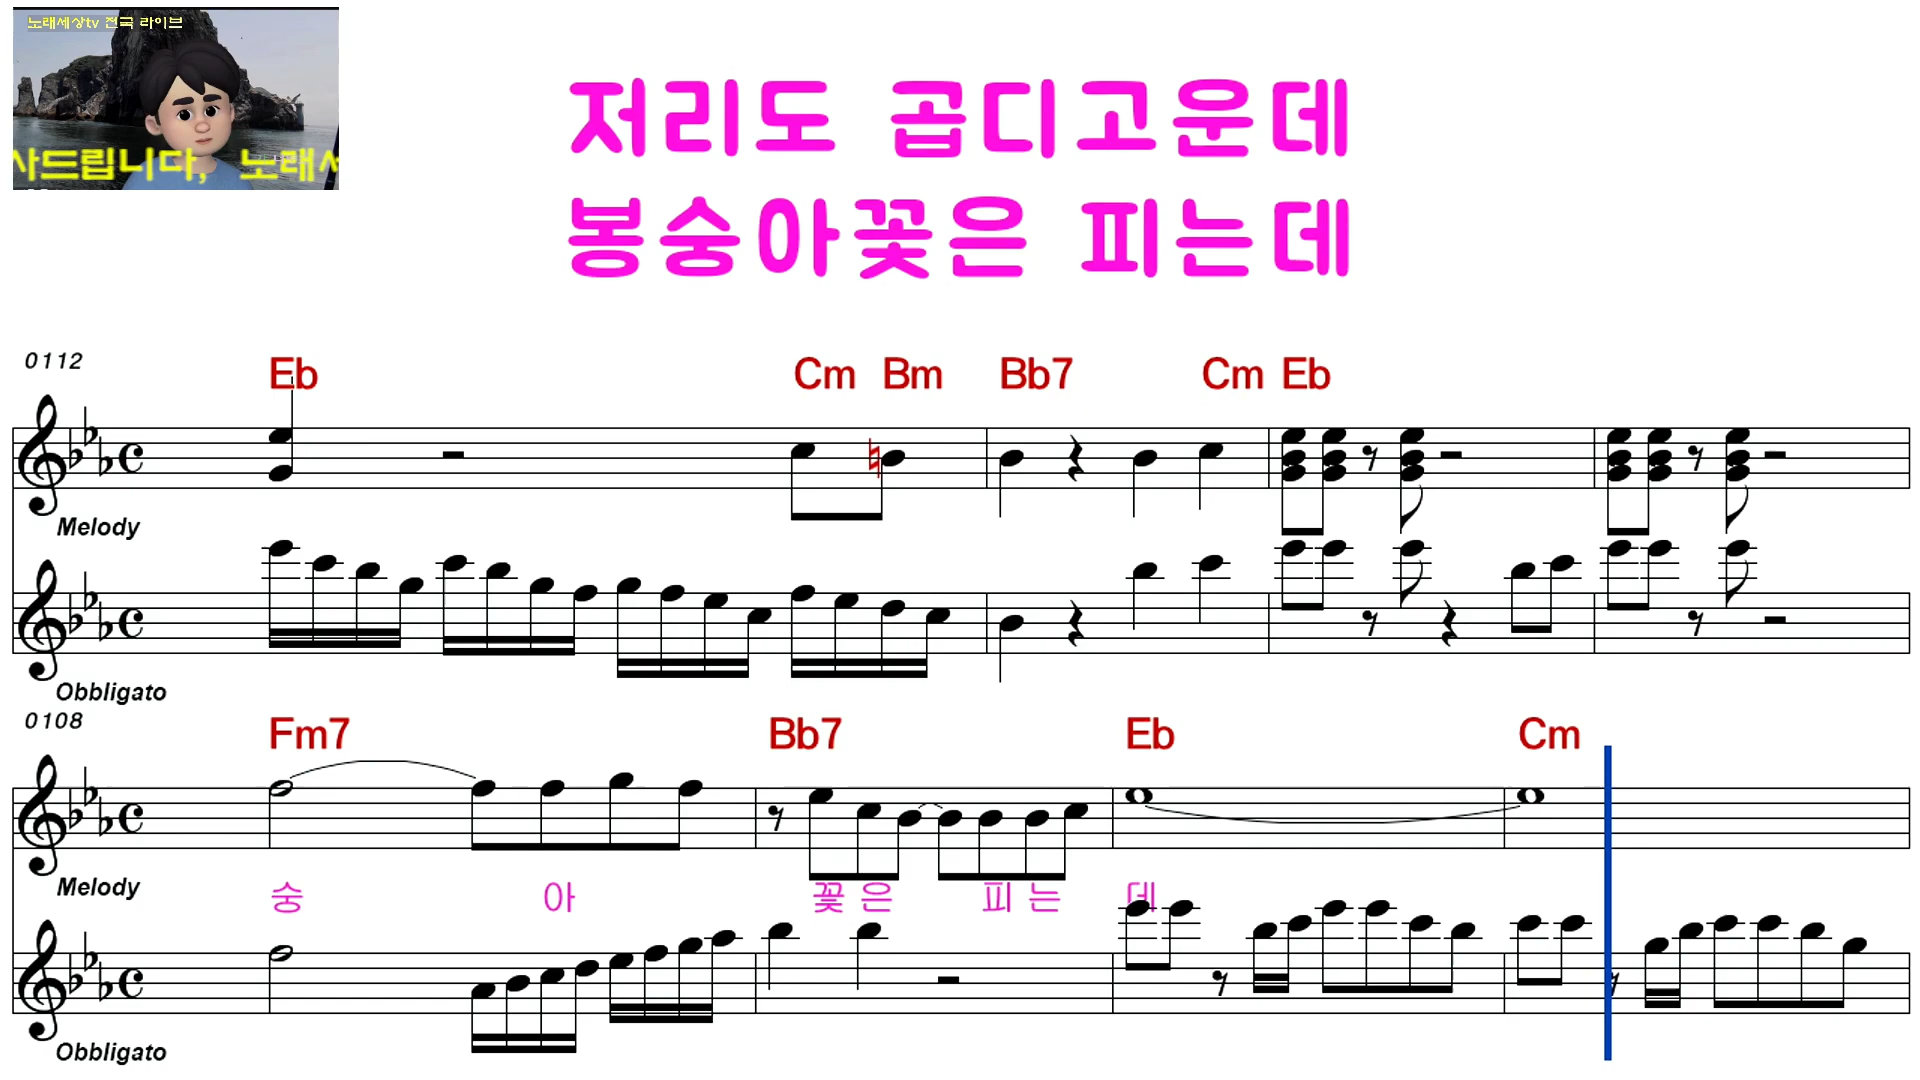 노래세상tv 전국 라이브
사드립니다, 노래세
저리도 곱디고운데
봉숭아꽃은 피는데
0112
Eb Cm Bm Bb7 Cm Eb
Melody
Obbligato
0108
Fm7 Bb7 Eb Cm
Melody
숭 아 꽃 은 피 는 데
Obbligato